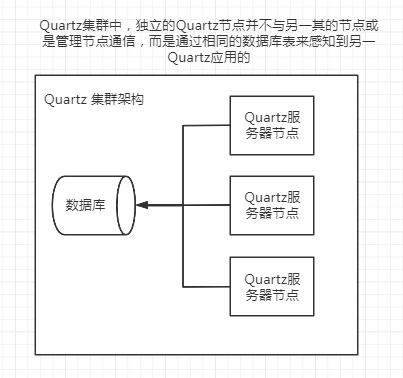 Quartz集群中，独立的Quartz节点并不与另一其的节点或
是管理节点通信，而是通过相同的数据库表来感知到另一
Quartz应用的
Quartz 集群架构
Quartz服
务器节点
数据库
Quartz服
务器节点
Quartz服
务器节点